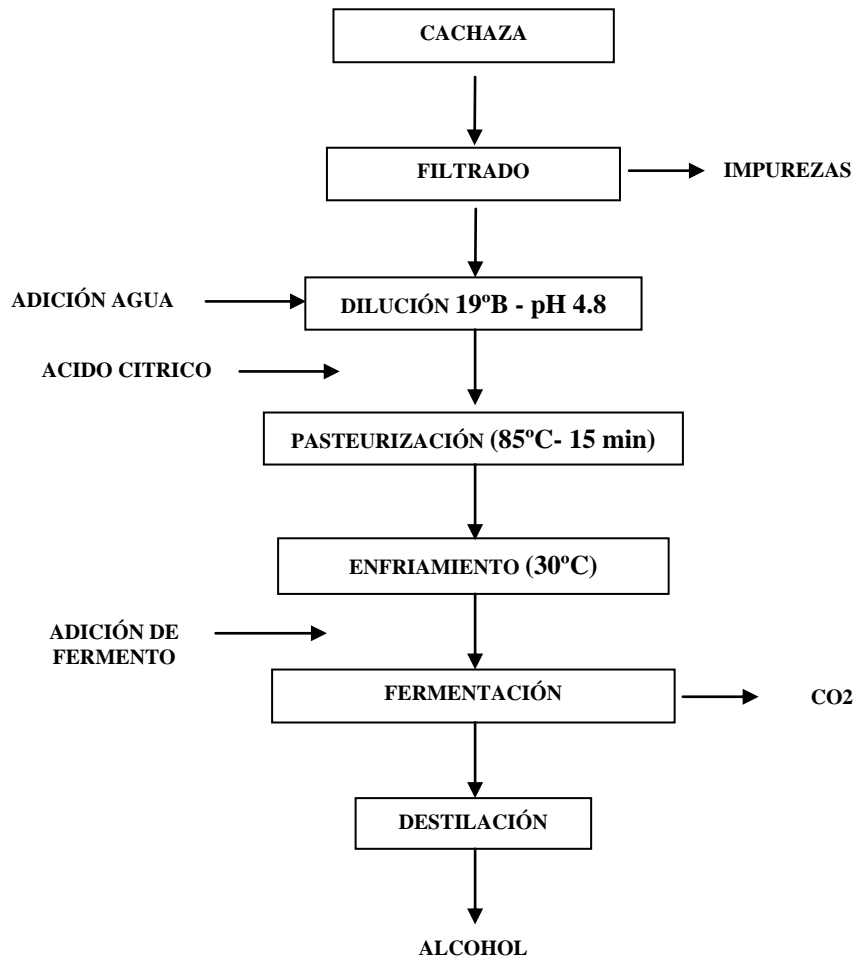 CACHAZA
FILTRADO
IMPUREZAS
ADICIÓN AGUA
DILUCIÓN 19ºB - pH 4.8
ACIDO CITRICO
PASTEURIZACIÓN (85ºC- 15 min)
ENFRIAMIENTO (30ºC)
ADICIÓN DE
FERMENTO
FERMENTACIÓN
CO2
DESTILACIÓN
ALCOHOL